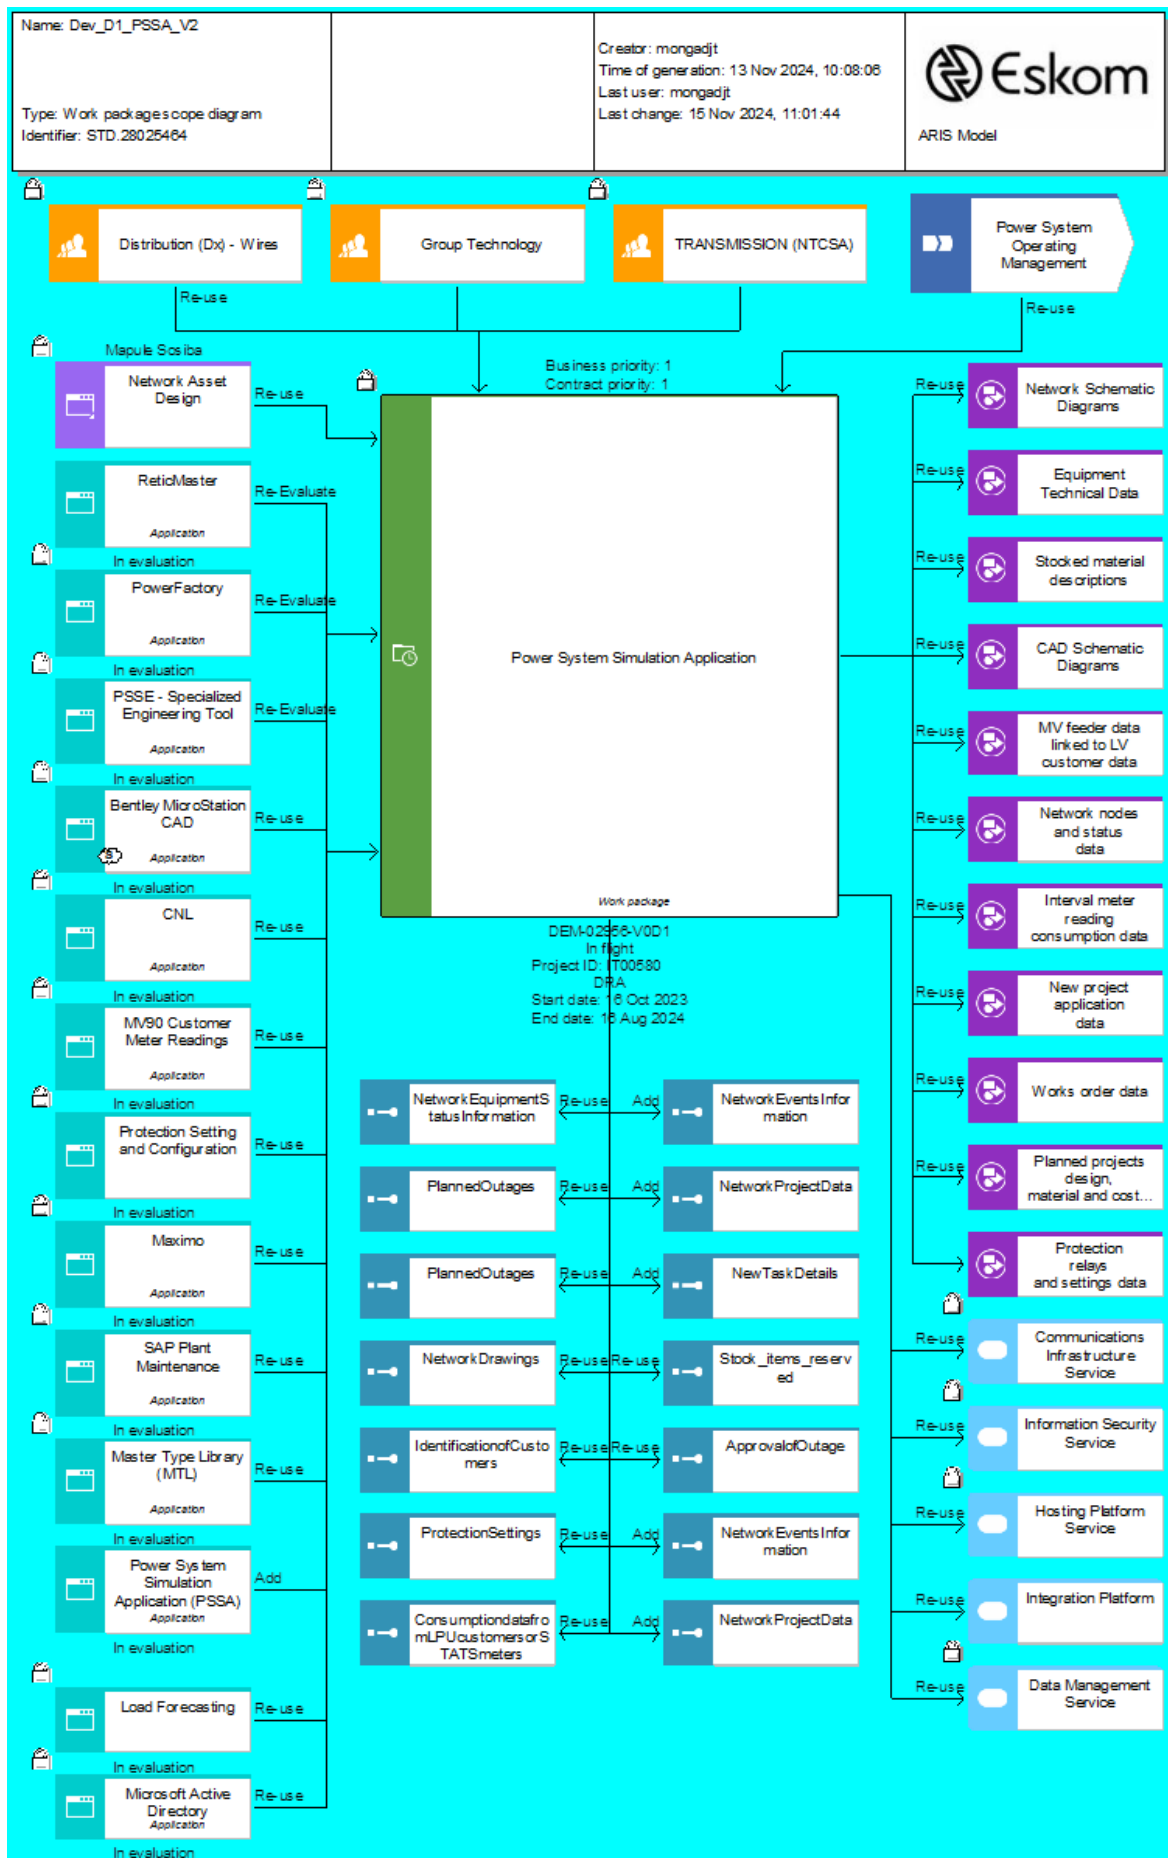 Name: Dev_D1_PSSA_V2
Type: Work package scope diagram
Identifier: STD.28025464
Creator: mongadjt
Time of generation: 13 Nov 2024, 10:08:06
Last user: mongadjt
Last change: 15 Nov 2024, 11:01:44
Eskom
ARIS Model
Distribution (Dx) - Wires
Group Technology
TRANSMISSION (NTCSA)
Power System
Operating
Management
Re-use
Re-use
Mapule Sosiba
Network Asset
Design
Re-use
ReticMaster
Application
Re-Evaluate
In evaluation
PowerFactory
Application
Re-Evaluate
In evaluation
PSSE - Specialized
Engineering Tool
Application
Re-Evaluate
In evaluation
Bentley MicroStation
CAD
Application
Re-use
In evaluation
CNL
Application
Re-use
In evaluation
MV90 Customer
Meter Readings
Application
Re-use
In evaluation
Protection Setting
and Configuration
Re-use
In evaluation
Maximo
Application
Re-use
In evaluation
SAP Plant
Maintenance
Application
Re-use
In evaluation
Master Type Library
(MTL)
Application
Re-use
In evaluation
Power System
Simulation
Application (PSSA)
Application
Add
In evaluation
Load Forecasting
Re-use
In evaluation
Microsoft Active
Directory
Application
Re-use
In evaluation
Business priority: 1
Contract priority: 1
Power System Simulation Application
Work package
DEM-02956-V0D1
In flight
Project ID: IT00580
DRA
Start date: 16 Oct 2023
End date: 16 Aug 2024
NetworkEquipmentS
tatusInformation
Re-use
Add
NetworkEventsInfor
mation
PlannedOutages
Re-use
Add
NetworkProjectData
PlannedOutages
Re-use
Add
NewTaskDetails
NetworkDrawings
Re-use
Re-use
Stock_items_reserv
ed
IdentificationofCusto
mers
Re-use
Re-use
ApprovalofOutage
ProtectionSettings
Re-use
Add
NetworkEventsInfor
mation
Consumptiondatafro
mLPUcustomersorS
TATSmeters
Re-use
Add
NetworkProjectData
Re-use
Network Schematic
Diagrams
Re-use
Equipment
Technical Data
Re-use
Stocked material
descriptions
Re-use
CAD Schematic
Diagrams
Re-use
MV feeder data
linked to LV
customer data
Re-use
Network nodes
and status
data
Re-use
Interval meter
reading
consumption data
Re-use
New project
application
data
Re-use
Works order data
Re-use
Planned projects
design,
material and cost...
Re-use
Protection
relays
and settings data
Re-use
Communications
Infrastructure
Service
Re-use
Information Security
Service
Re-use
Hosting Platform
Service
Re-use
Integration Platform
Re-use
Data Management
Service